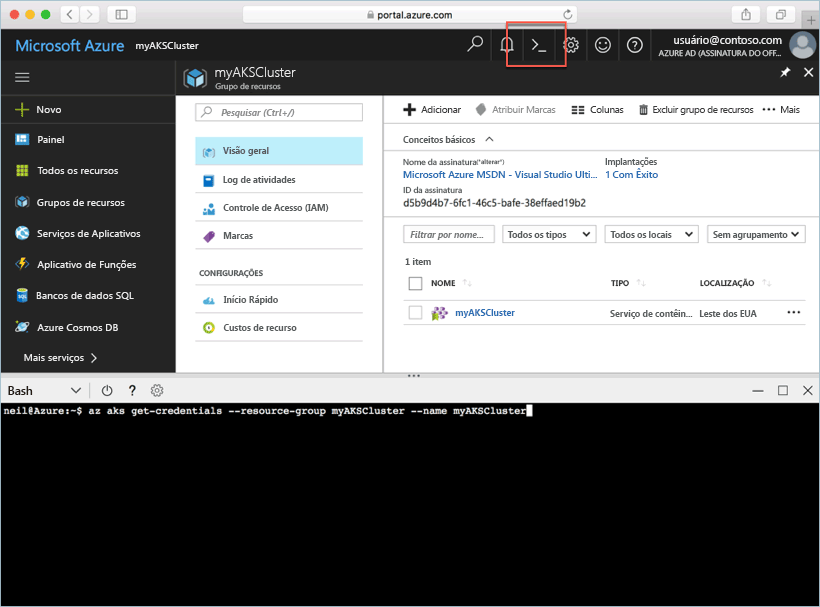 portal.azure.com
Microsoft Azure myAKSCluster
usuário@contoso.com
AZURE AD (ASSINATURA DO OFF...
myAKSCluster
Grupo de recursos
Novo
Painel
Todos os recursos
Grupos de recursos
Serviços de Aplicativos
Aplicativo de Funções
Bancos de dados SQL
Azure Cosmos DB
Mais serviços
Pesquisar (Ctrl+/)
Visão geral
Log de atividades
Controle de Acesso (IAM)
Marcas
CONFIGURAÇÕES
Início Rápido
Custos de recurso
Adicionar Atribuir Marcas Colunas Excluir grupo de recursos Mais
Conceitos básicos
Nome da assinatura("alterar") Implantações
Microsoft Azure MSDN - Visual Studio Ulti... 1 Com Êxito
ID da assinatura
d5b9d4b7-6fc1-46c5-bafe-38effaed19b2
Filtrar por nome... Todos os tipos Todos os locais Sem agrupamento
1 item
NOME TIPO LOCALIZAÇÃO
myAKSCluster Serviço de contêin... Leste dos EUA
Bash ?
neil@Azure:~$ az aks get-credentials --resource-group myAKSCluster --name myAKSCluster